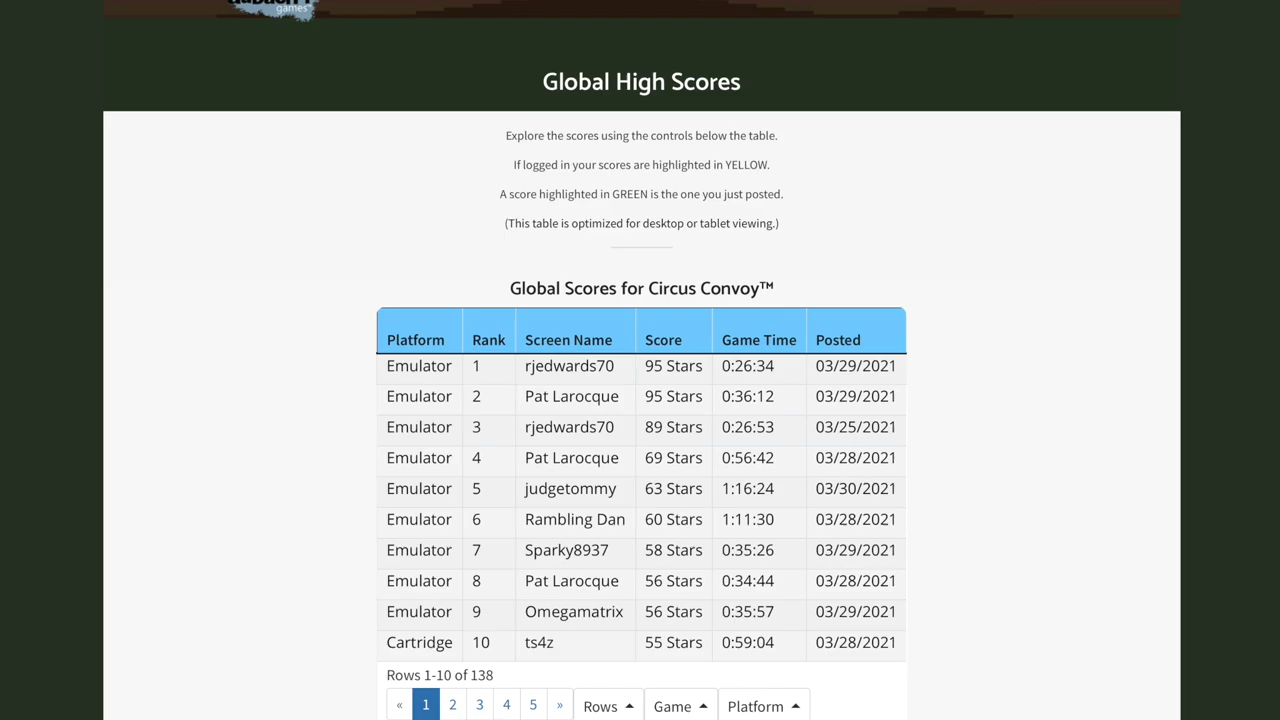 games
Global High Scores
Explore the scores using the controls below the table.
If logged in your scores are highlighted in YELLOW.
A score highlighted in GREEN is the one you just posted.
(This table is optimized for desktop or tablet viewing.)
Global Scores for Circus Convoy™
Platform Rank Screen Name Score Game Time Posted
Emulator 1 rjedwards70 95 Stars 0:26:34 03/29/2021
Emulator 2 Pat Larocque 95 Stars 0:36:12 03/29/2021
Emulator 3 rjedwards70 89 Stars 0:26:53 03/25/2021
Emulator 4 Pat Larocque 69 Stars 0:56:42 03/28/2021
Emulator 5 judgetommy 63 Stars 1:16:24 03/30/2021
Emulator 6 Rambling Dan 60 Stars 1:11:30 03/28/2021
Emulator 7 Sparky8937 58 Stars 0:35:26 03/29/2021
Emulator 8 Pat Larocque 56 Stars 0:34:44 03/28/2021
Emulator 9 Omegamatrix 56 Stars 0:35:57 03/29/2021
Cartridge 10 ts4z 55 Stars 0:59:04 03/28/2021
Rows 1-10 of 138
« 1 2 3 4 5 » Rows Game Platform